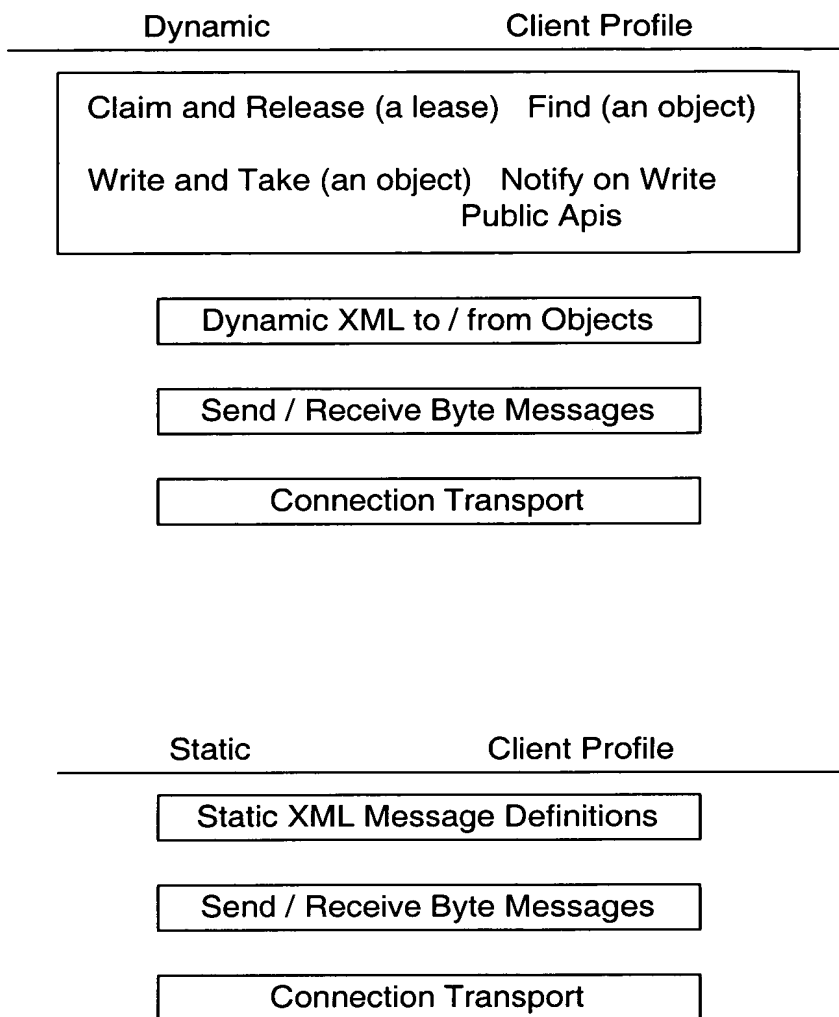 Dynamic Client Profile
Claim and Release (a lease) Find (an object)
Write and Take (an object) Notify on Write
Public Apis
Dynamic XML to / from Objects
Send / Receive Byte Messages
Connection Transport
Static Client Profile
Static XML Message Definitions
Send / Receive Byte Messages
Connection Transport